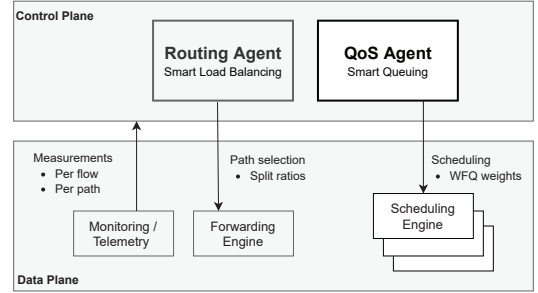 Control Plane
Routing Agent
Smart Load Balancing
QoS Agent
Smart Queuing
Measurements
• Per flow
• Per path
Path selection
• Split ratios
Scheduling
• WFQ weights
Monitoring /
Telemetry
Forwarding
Engine
Scheduling
Engine
Data Plane